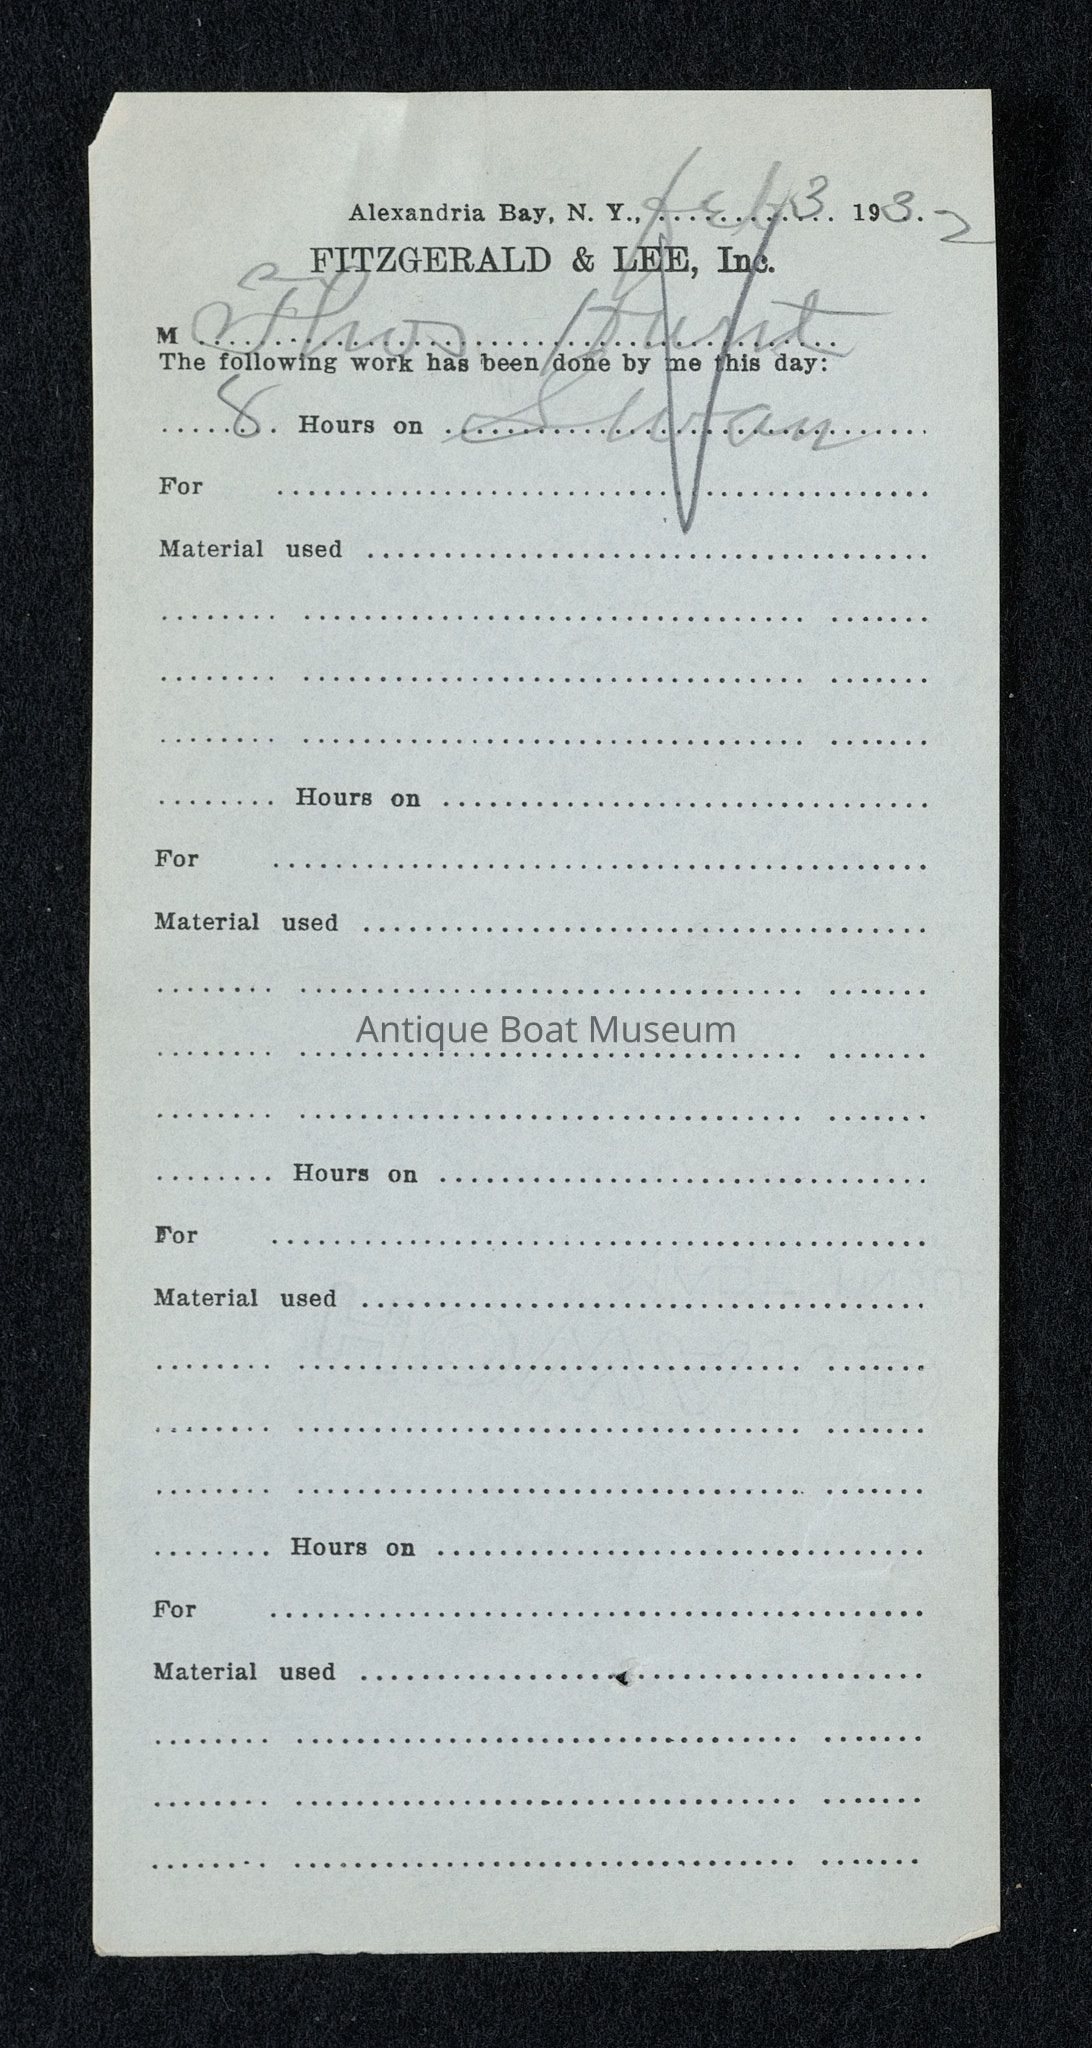 Alexandria Bay, N. Y., Feb 3 1932
FITZGERALD & LEE, Inc.
M Thos Hunt
The following work has been done by me this day:
8 Hours on Swan
For
Material used
Hours on
For
Material used
Antique Boat Museum
Hours on
For
Material used
Hours on
For
Material used